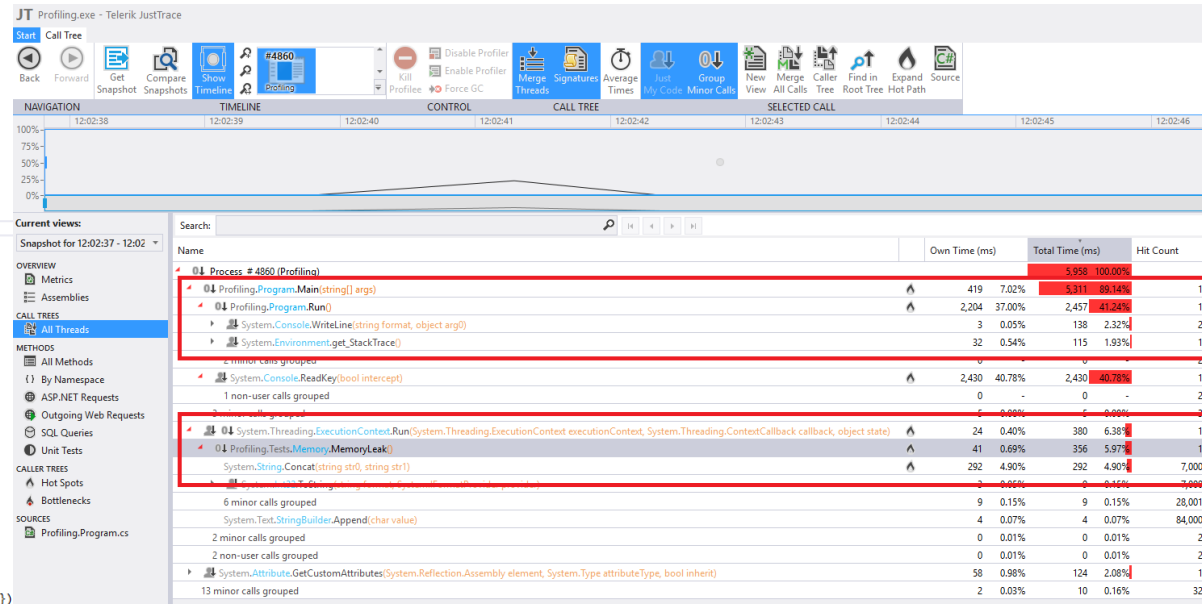 JT Profiling.exe - Telerik JustTrace
Start Call Tree
Back Forward Get Snapshot Compare Snapshots Show Timeline #4860 Profiling Kill Profilee Disable Profiler Enable Profiler Force GC Merge Threads Signatures Average Times Just My Code Group Minor Calls New View Merge All Calls Caller Tree Find in Root Tree Expand Hot Path Source
NAVIGATION TIMELINE CONTROL CALL TREE SELECTED CALL
12:02:38 12:02:39 12:02:40 12:02:41 12:02:42 12:02:43 12:02:44 12:02:45 12:02:46
100%
75%
50%
25%
0%
Current views:
Snapshot for 12:02:37 - 12:02
OVERVIEW
Metrics
Assemblies
CALL TREES
All Threads
METHODS
All Methods
{} By Namespace
ASP.NET Requests
Outgoing Web Requests
SQL Queries
Unit Tests
CALLER TREES
Hot Spots
Bottlenecks
SOURCES
Profiling.Program.cs
Search:
Name Own Time (ms) Total Time (ms) Hit Count
Process # 4860 (Profiling) 5,958 100.00%
Profiling.Program.Main(string[] args) 419 7.02% 5,311 89.14% 1
Profiling.Program.Run() 2,204 37.00% 2,457 41.24% 1
System.Console.WriteLine(string format, object arg0) 3 0.05% 138 2.32% 2
System.Environment.get_StackTrace() 32 0.54% 115 1.93% 1
2 minor calls grouped 0 - 0 - 2
System.Console.ReadKey(bool intercept) 2,430 40.78% 2,430 40.78% 1
1 non-user calls grouped 0 - 0 - 2
System.Threading.ExecutionContext.Run(System.Threading.ExecutionContext executionContext, System.Threading.ContextCallback callback, object state) 24 0.40% 380 6.38% 1
Profiling.Tests.Memory.MemoryLeak() 41 0.69% 356 5.97% 1
System.String.Concat(string str0, string str1) 292 4.90% 292 4.90% 7,000
6 minor calls grouped 9 0.15% 9 0.15% 28,001
System.Text.StringBuilder.Append(char value) 4 0.07% 4 0.07% 84,000
2 minor calls grouped 0 0.01% 0 0.01% 2
2 non-user calls grouped 0 0.01% 0 0.01% 2
System.Attribute.GetCustomAttributes(System.Reflection.Assembly element, System.Type attributeType, bool inherit) 58 0.98% 124 2.08% 1
13 minor calls grouped 2 0.03% 10 0.16% 32
})